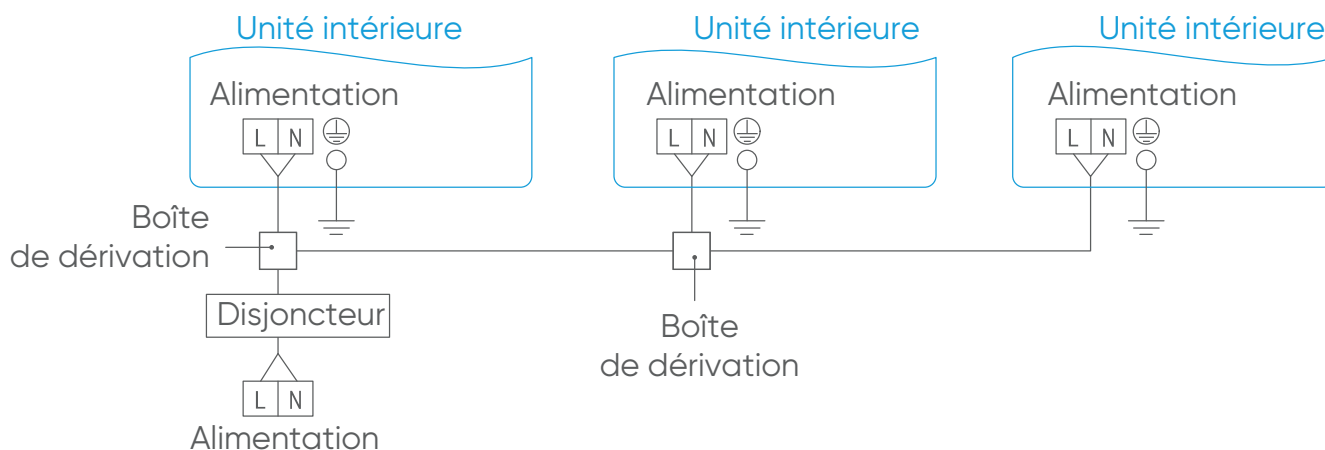 Unité intérieure
Unité intérieure
Unité intérieure
Alimentation
Alimentation
Alimentation
L N
L N
L N
Boîte
de dérivation
Disjoncteur
Boîte
de dérivation
L N
Alimentation